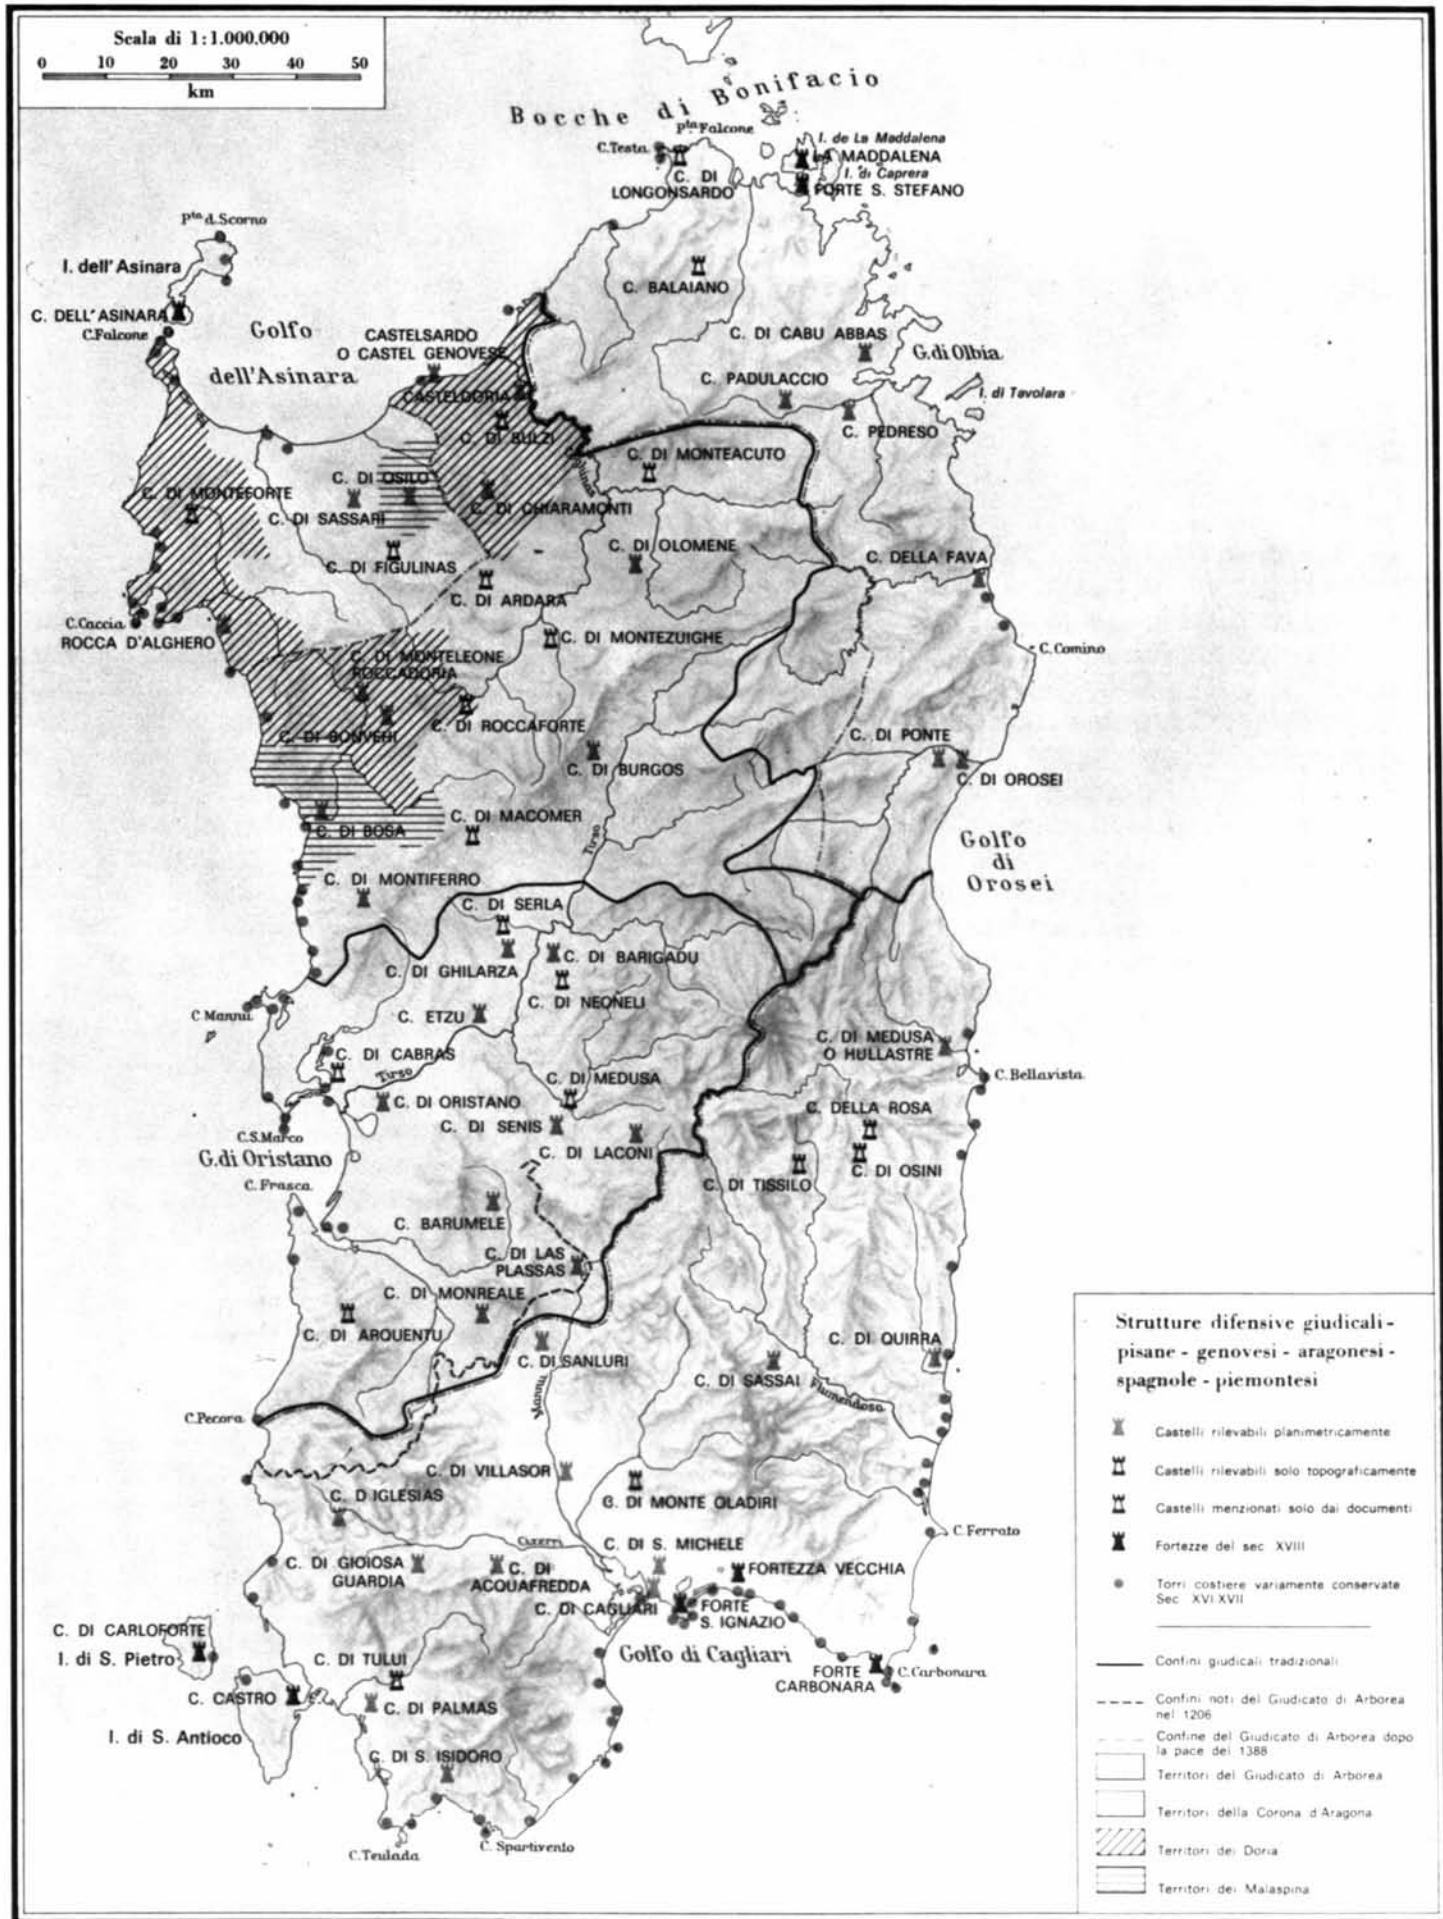 Scala di 1:1.000.000
0 10 20 30 40 50
km
Bocche di Bonifacio
Pta Falcone
C.Testa
I. de La Maddalena
LA MADDALENA
I. di Caprera
FORTE S. STEFANO
C. DI
LONGONSARDO
Pta d. Scorno
I. dell'Asinara
C. BALAIANO
C. DELL'ASINARA
C.Falcone
Golfo
dell'Asinara
CASTELSARDO
O CASTEL GENOVESE
C. DI CABU ABBAS
G.di Olbia
C. PADULACCIO
I. di Tavolara
CASTELDORIA
C. PEDRESO
C. DI BULZI
C. DI MONTEACUTO
C. DI OSILO
C. DI MONTEFORTE
C. DI SASSARI
C. DI CHIARAMONTI
C. DI OLOMENE
C. DELLA FAVA
C. DI FIGULINAS
C. DI ARDARA
C.Caccia
ROCCA D'ALGHERO
C. DI MONTEZUIGHE
C. Comino
C. DI MONTELEONE
ROCCADORIA
C. DI ROCCAFORTE
C. DI BONVEHI
C. DI PONTE
C. DI BURGOS
C. DI OROSEI
C. DI MACOMER
C. DI BOSA
Tirso
Golfo
di
Orosei
C. DI MONTIFERRO
C. DI SERLA
C. DI GHILARZA
C. DI BARIGADU
C. DI NEONELI
C. Mannu
C. ETZU
C. DI MEDUSA
O HULLASTRE
C. DI CABRAS
Tirso
C. DI MEDUSA
C. Bellavista
C. DI ORISTANO
C. DELLA ROSA
C. DI SENIS
C.S.Marco
C. DI LACONI
G.di Oristano
C. DI OSINI
C. DI TISSILO
C. Frasca
C. BARUMELE
C. DI LAS
PLASSAS
C. DI MONREALE
C. DI ARQUENTU
C. DI QUIRRA
C. DI SANLURI
C. DI SASSAI
Flumendosa
Mannu
C.Pecora
C. DI VILLASOR
C. D IGLESIAS
C. DI MONTE OLADIRI
C. Ferrato
Cixerri
C. DI S. MICHELE
C. DI GIOIOSA
GUARDIA
C. DI
ACQUAFREDDA
FORTEZZA VECCHIA
C. DI CAGLIARI
FORTE
S. IGNAZIO
C. DI CARLOFORTE
I. di S. Pietro
Golfo di Cagliari
C. DI TULUI
FORTE
CARBONARA
C. Carbonara
C. CASTRO
C. DI PALMAS
I. di S. Antioco
C. DI S. ISIDORO
C. Spartivento
C.Teulada
Strutture difensive giudicali -
pisane - genovesi - aragonesi -
spagnole - piemontesi
Castelli rilevabili planimetricamente
Castelli rilevabili solo topograficamente
Castelli menzionati solo dai documenti
Fortezze del sec XVIII
Torri costiere variamente conservate
Sec XVI XVII
Confini giudicali tradizionali
Confini noti del Giudicato di Arborea
nel 1206
Confine del Giudicato di Arborea dopo
la pace del 1388
Territori del Giudicato di Arborea
Territori della Corona d Aragona
Territori dei Doria
Territori dei Malaspina